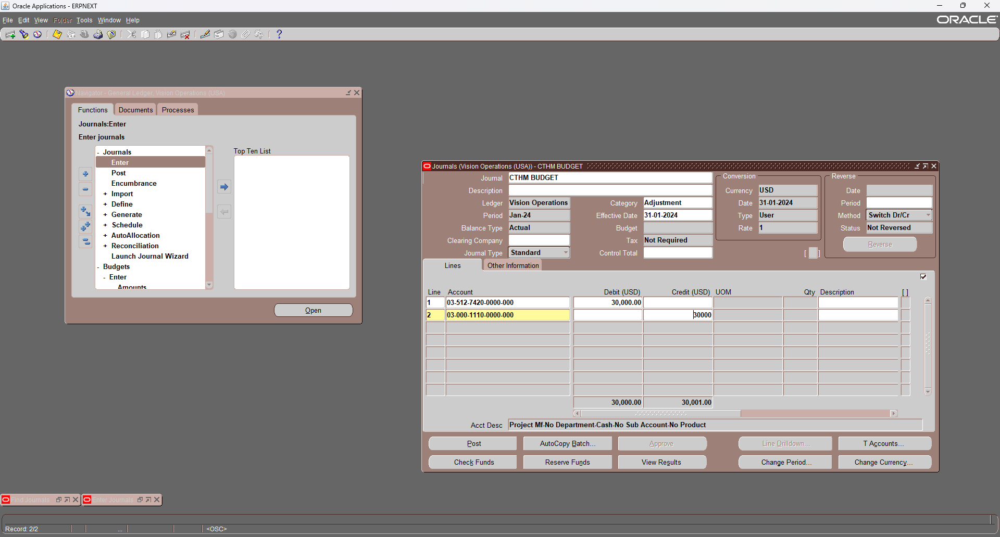 Oracle Applications - ERPNEXT
File Edit View Folder Tools Window Help
ORACLE
Navigator - General Ledger, Vision Operations (USA)
Functions Documents Processes
Journals:Enter
Enter journals
- Journals
Enter
Post
Encumbrance
+ Import
+ Define
+ Generate
+ Schedule
+ AutoAllocation
+ Reconciliation
Launch Journal Wizard
- Budgets
- Enter
Amounts
Top Ten List
Open
Journals (Vision Operations (USA)) - CTHM BUDGET
Journal CTHM BUDGET
Description
Ledger Vision Operations Category Adjustment
Period Jan-24 Effective Date 31-01-2024
Balance Type Actual Budget
Clearing Company Tax Not Required
Journal Type Standard Control Total
Conversion
Currency USD
Date 31-01-2024
Type User
Rate 1
Reverse
Date
Period
Method Switch Dr/Cr
Status Not Reversed
Reverse
[ ]
Lines Other Information
Line Account Debit (USD) Credit (USD) UOM Qty Description [ ]
1 03-512-7420-0000-000 30,000.00
2 03-000-1110-0000-000 30000
30,000.00 30,001.00
Acct Desc Project Mf-No Department-Cash-No Sub Account-No Product
Post AutoCopy Batch... Approve Line Drilldown... T Accounts...
Check Funds Reserve Funds View Results Change Period... Change Currency...
Find Journals Enter Journals
Record: 2/2 ... <OSC>